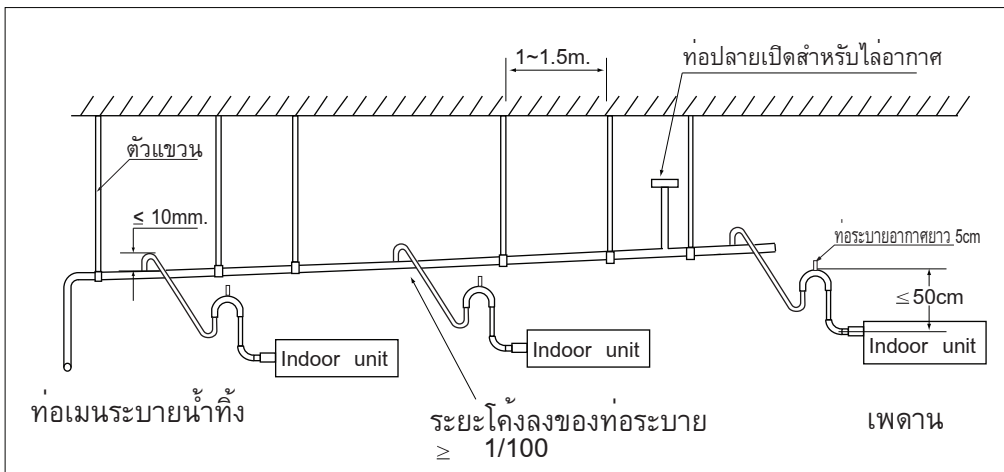 1~1.5m.
ท่อปลายเปิดสำหรับไล่อากาศ
ตัวแขวน
≤ 10mm.
ท่อระบายอากาศยาว 5cm
≤50cm
Indoor unit
Indoor unit
Indoor unit
ท่อเมนระบายน้ำทิ้ง
ระยะโค้งลงของท่อระบาย
≥ 1/100
เพดาน